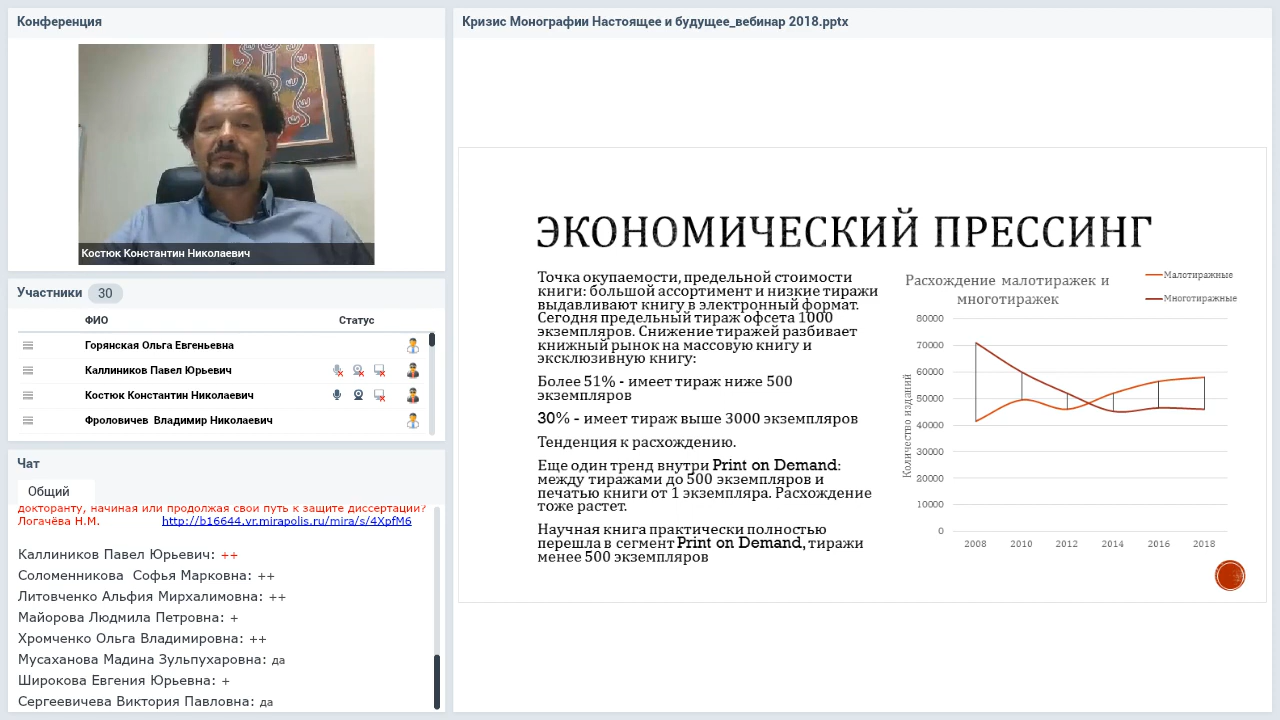 Конференция
Костюк Константин Николаевич
Участники 30
ФИО Статус
Горянская Ольга Евгеньевна
Каллиников Павел Юрьевич
Костюк Константин Николаевич
Фроловичев Владимир Николаевич
Чат
Общий
докторанту, начиная или продолжая свои путь к защите диссертации?
Логачёва Н.М. http://b16644.vr.mirapolis.ru/mira/s/4XpfM6
Каллиников Павел Юрьевич: ++
Соломенникова Софья Марковна: ++
Литовченко Альфия Мирхалимовна: ++
Майорова Людмила Петровна: +
Хромченко Ольга Владимировна: ++
Мусаханова Мадина Зульпухаровна: да
Широкова Евгения Юрьевна: +
Сергеевичева Виктория Павловна: да
Кризис Монографии Настоящее и будущее_вебинар 2018.pptx
ЭКОНОМИЧЕСКИЙ ПРЕССИНГ
Точка окупаемости, предельной стоимости
книги: большой ассортимент и низкие тиражи
выдавливают книгу в электронный формат.
Сегодня предельный тираж офсета 1000
экземпляров. Снижение тиражей разбивает
книжный рынок на массовую книгу и
эксклюзивную книгу:
Более 51% - имеет тираж ниже 500
экземпляров
30% - имеет тираж выше 3000 экземпляров
Тенденция к расхождению.
Еще один тренд внутри Print on Demand:
между тиражами до 500 экземпляров и
печатью книги от 1 экземпляра. Расхождение
тоже растет.
Научная книга практически полностью
перешла в сегмент Print on Demand, тиражи
менее 500 экземпляров
Расхождение малотиражек и
многотиражек
Малотиражные
Многотиражные
Количество изданий
80000
70000
60000
50000
40000
30000
20000
10000
0
2008 2010 2012 2014 2016 2018